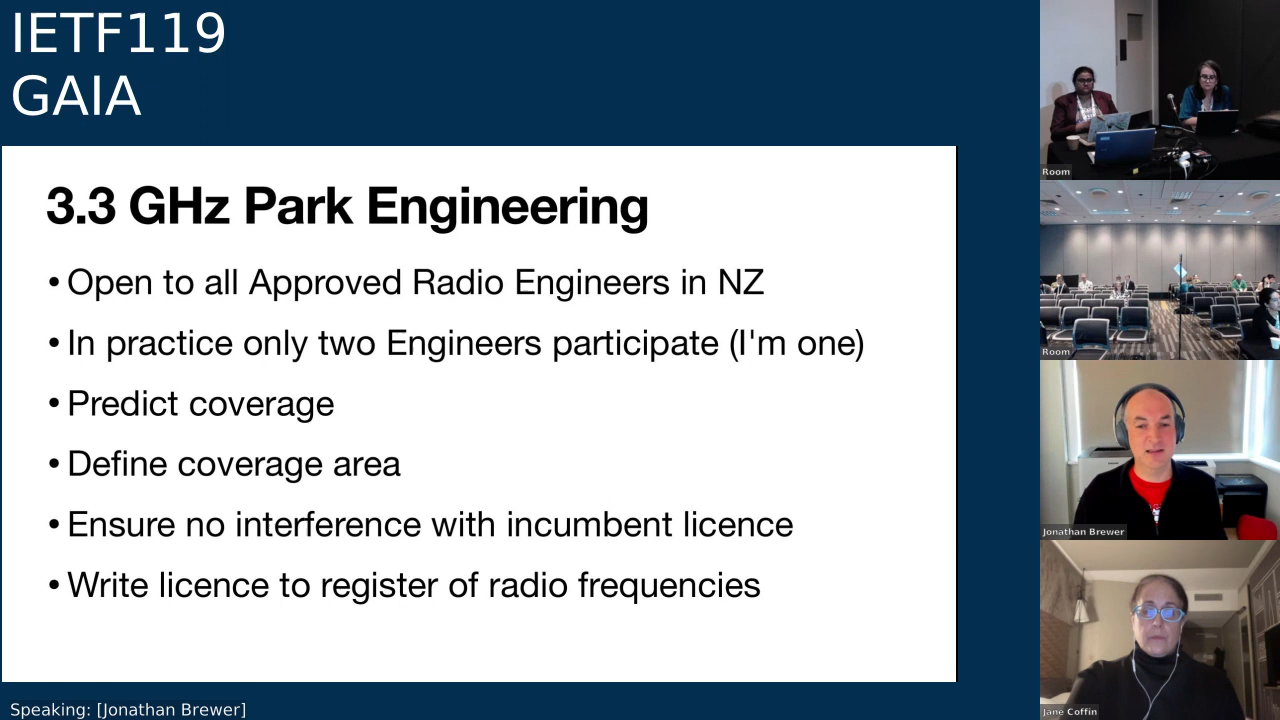 IETF119
GAIA
3.3 GHz Park Engineering
• Open to all Approved Radio Engineers in NZ
• In practice only two Engineers participate (I'm one)
• Predict coverage
• Define coverage area
• Ensure no interference with incumbent licence
• Write licence to register of radio frequencies
Speaking: [Jonathan Brewer]
Room
Room
Jonathan Brewer
Jane Coffin